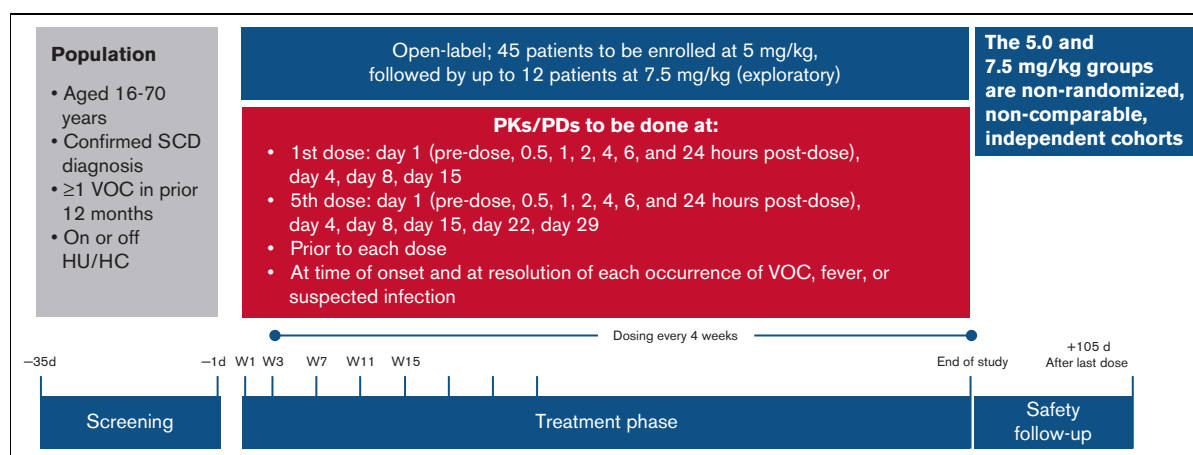 Population
• Aged 16-70
years
• Confirmed SCD
diagnosis
• ≥1 VOC in prior
12 months
• On or off
HU/HC
Open-label; 45 patients to be enrolled at 5 mg/kg,
followed by up to 12 patients at 7.5 mg/kg (exploratory)
PKs/PDs to be done at:
• 1st dose: day 1 (pre-dose, 0.5, 1, 2, 4, 6, and 24 hours post-dose),
day 4, day 8, day 15
• 5th dose: day 1 (pre-dose, 0.5, 1, 2, 4, 6, and 24 hours post-dose),
day 4, day 8, day 15, day 22, day 29
• Prior to each dose
• At time of onset and at resolution of each occurrence of VOC, fever, or
suspected infection
The 5.0 and
7.5 mg/kg groups
are non-randomized,
non-comparable,
independent cohorts
Dosing every 4 weeks
−35d
−1d
W1
W3
W7
W11
W15
End of study
+105 d
After last dose
Screening
Treatment phase
Safety
follow-up